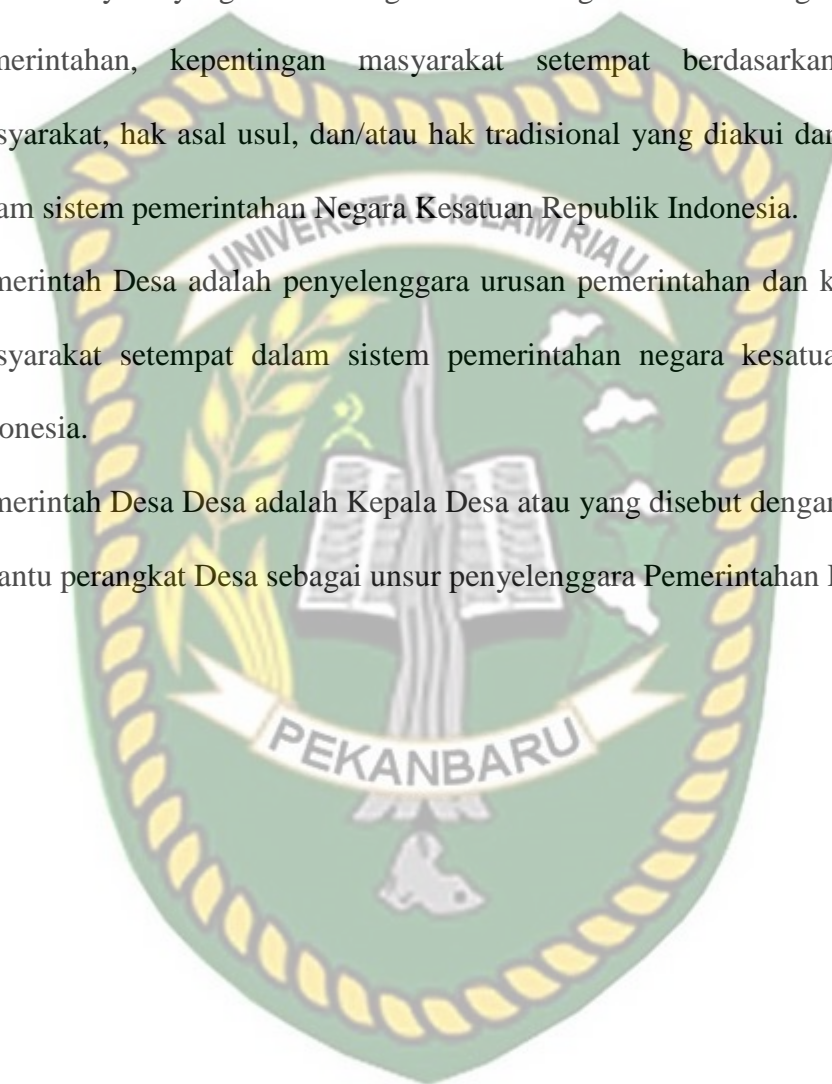 merintahan, kepentingan masyarakat setempat berdasarkan
syarakat, hak asal usul, dan/atau hak tradisional yang diakui dan
am sistem pemerintahan Negara Kesatuan Republik Indonesia.
UNIVERSITAS ISLAM RIAU
merintah Desa adalah penyelenggara urusan pemerintahan dan k
syarakat setempat dalam sistem pemerintahan negara kesatua
onesia.
merintah Desa Desa adalah Kepala Desa atau yang disebut dengan
antu perangkat Desa sebagai unsur penyelenggara Pemerintahan
PEKANBARU